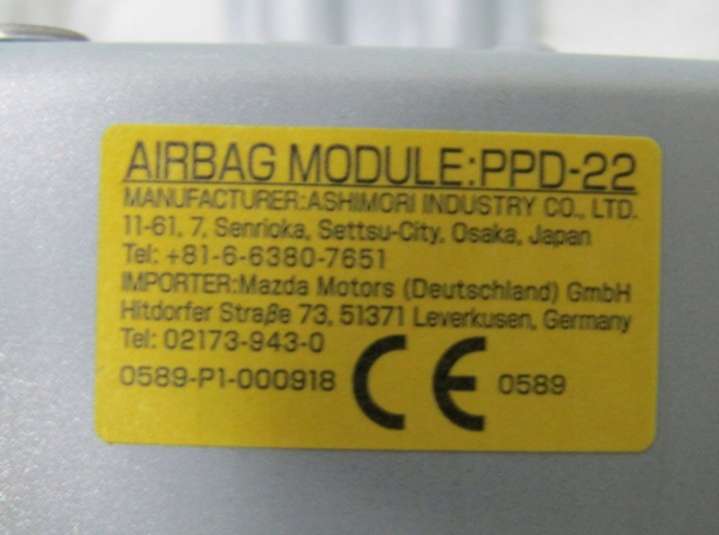 AIRBAG MODULE:PPD-22
MANUFACTURER:ASHIMORI INDUSTRY CO., LTD.
11-61, 7, Senrioka, Settsu-City, Osaka, Japan
Tel: +81-6-6380-7651
IMPORTER:Mazda Motors (Deutschland) GmbH
Hitdorfer Straβe 73, 51371 Leverkusen, Germany
Tel: 02173-943-0
0589-P1-000918 CE 0589